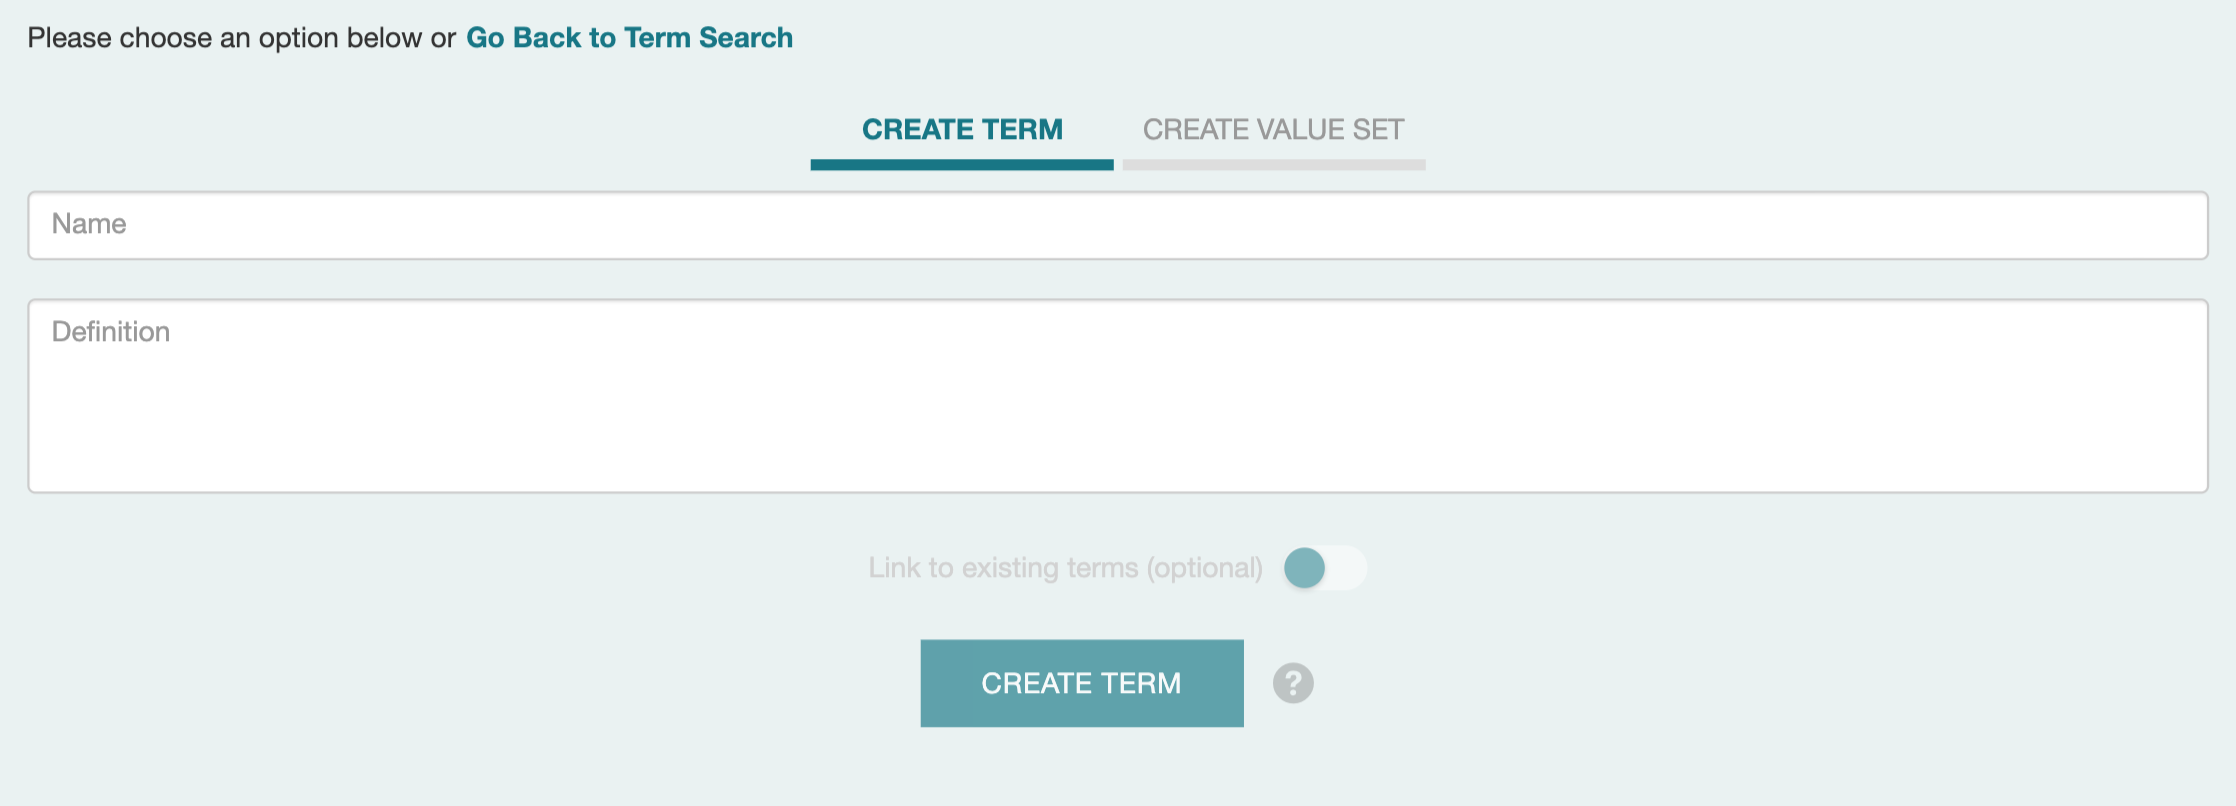 Please choose an option below or Go Back to Term Search
CREATE TERM CREATE VALUE SET
Name
Definition
Link to existing terms (optional)
CREATE TERM ?